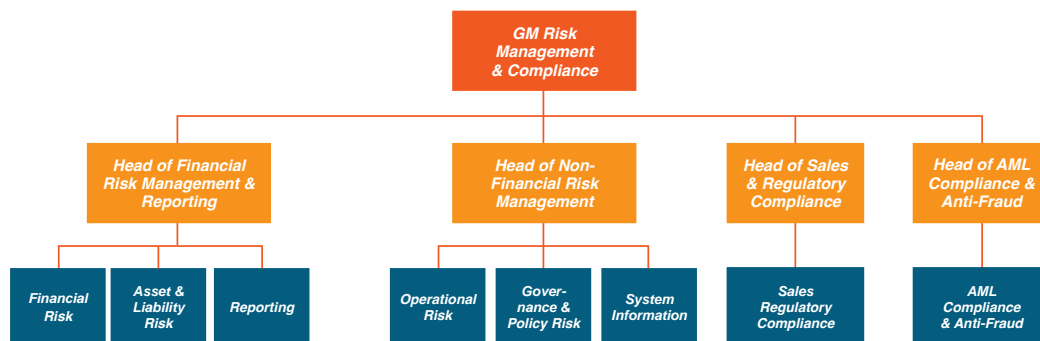 GM Risk
Management
& Compliance
Head of Financial
Risk Management &
Reporting
Head of Non-
Financial Risk
Management
Head of Sales
& Regulatory
Compliance
Head of AML
Compliance &
Anti-Fraud
Financial
Risk
Asset &
Liability
Risk
Reporting
Operational
Risk
Gover-
nance &
Policy Risk
System
Information
Sales
Regulatory
Compliance
AML
Compliance
& Anti-Fraud